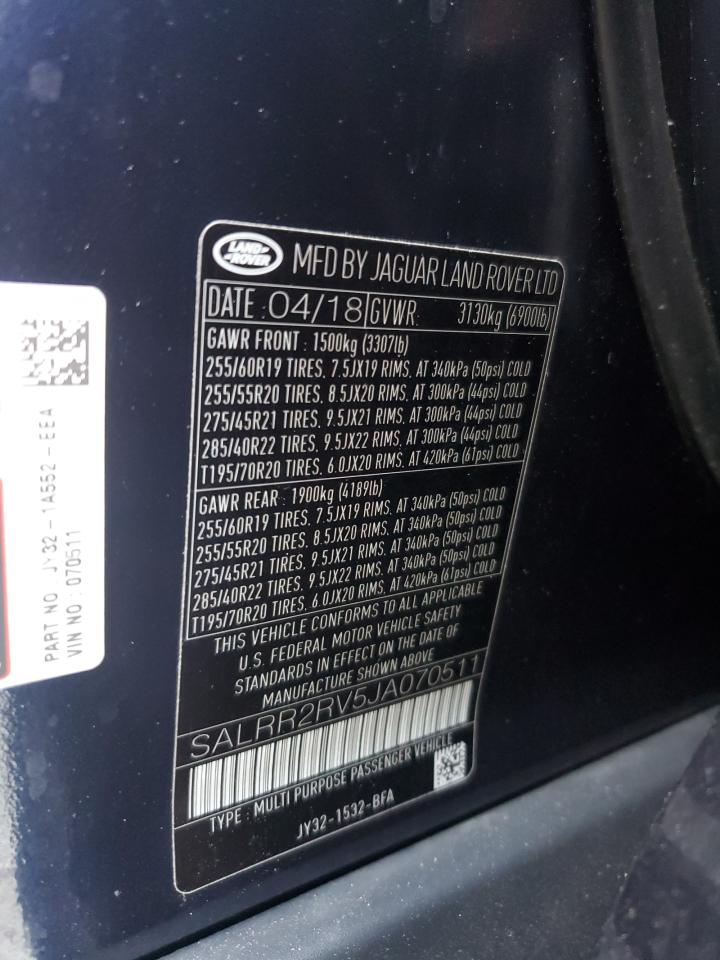 LAND
ROVER
MFD BY JAGUAR LAND ROVER LTD
DATE :04/18 GVWR: 3130kg (6900lb)
GAWR FRONT : 1500kg (3307lb)
255/60R19 TIRES, 7.5JX19 RIMS, AT 340kPa (50psi) COLD
255/55R20 TIRES, 8.5JX20 RIMS, AT 300kPa (44psi) COLD
275/45R21 TIRES, 9.5JX21 RIMS, AT 300kPa (44psi) COLD
285/40R22 TIRES, 9.5JX22 RIMS, AT 300kPa (44psi) COLD
T195/70R20 TIRES, 6.0JX20 RIMS, AT 420kPa (61psi) COLD
GAWR REAR : 1900kg (4189lb)
255/60R19 TIRES, 7.5JX19 RIMS, AT 340kPa (50psi) COLD
255/55R20 TIRES, 8.5JX20 RIMS, AT 340kPa (50psi) COLD
275/45R21 TIRES, 9.5JX21 RIMS, AT 340kPa (50psi) COLD
285/40R22 TIRES, 9.5JX22 RIMS, AT 340kPa (50psi) COLD
T195/70R20 TIRES, 6.0JX20 RIMS, AT 420kPa (61psi) COLD
THIS VEHICLE CONFORMS TO ALL APPLICABLE
U.S. FEDERAL MOTOR VEHICLE SAFETY
STANDARDS IN EFFECT ON THE DATE OF
MANUFACTURE SHOWN ABOVE
SALRR2RV5JA070511
TYPE : MULTI PURPOSE PASSENGER VEHICLE
JY32-1532-BFA
PART NO : JY32 - 1A552 - EEA
VIN NO : 070511